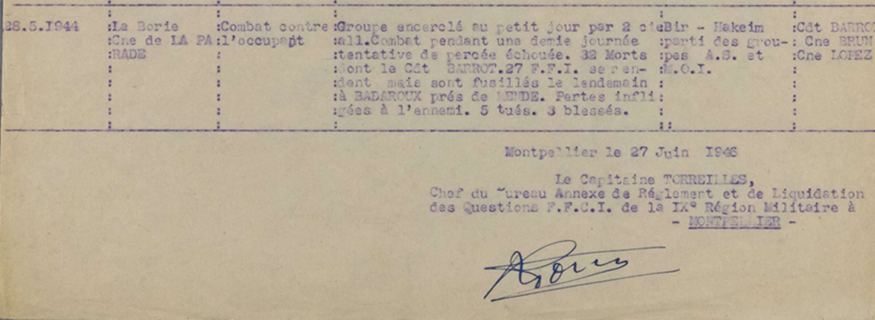 28.5.1944 :La Borie :Combat contre:Groupe encerclé au petit jour par 2 cie:Bir - Hakeim :Cdt BARROT
:Cne de LA PA:l'occupant :all.Combat pendant une demie journée :parti des grou-: Cne BRUN
:RADE : :tentative de percée échouée. 32 Morts :pes A.S. et :Cne LOPEZ
: : :dont le Cdt BARROT.27 F.F.I. se ren- :M.O.I. :
: : :dent mais sont fusillés le lendemain : :
: : :à BADAROUX prés de MENDE. Pertes infli: :
: : :gées à l'ennemi. 5 tués. 3 blessés. : :
Montpellier le 27 Juin 1946
Le Capitaine TORREILLES,
Chef du Bureau Annexe de Réglement et de Liquidation
des Questions F.F.C.I. de la IX° Région Militaire à
- MONTPELLIER -